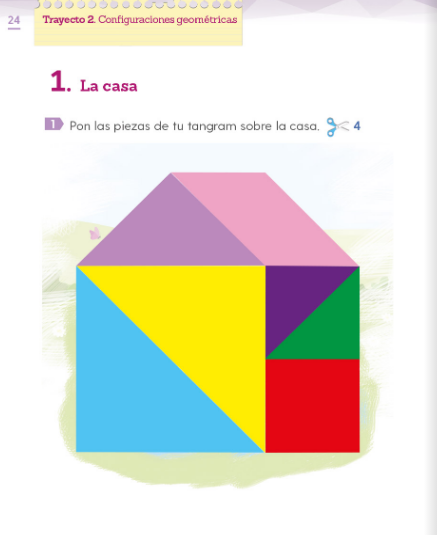 24
Trayecto 2. Configuraciones geométricas
1. La casa
1 Pon las piezas de tu tangram sobre la casa. 4